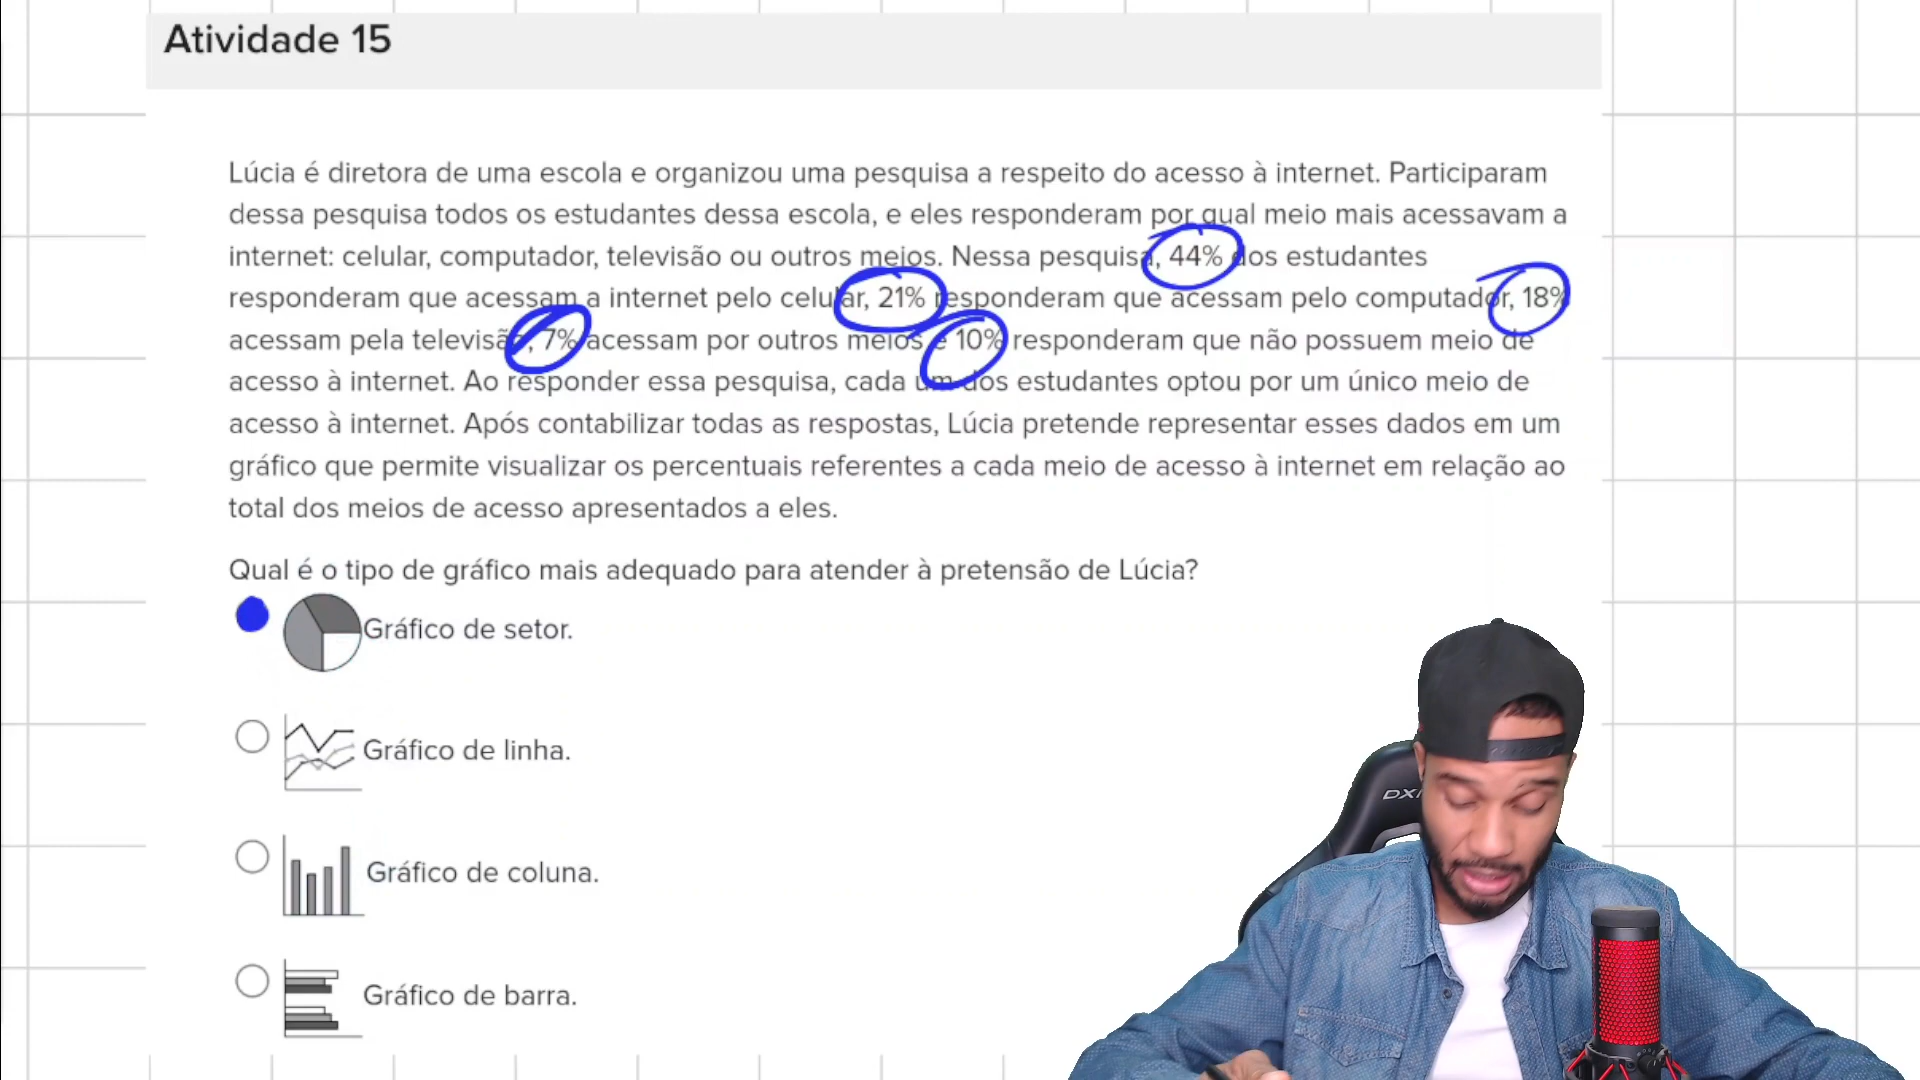 Atividade 15
Lúcia é diretora de uma escola e organizou uma pesquisa a respeito do acesso à internet. Participaram
dessa pesquisa todos os estudantes dessa escola, e eles responderam por qual meio mais acessavam a
internet: celular, computador, televisão ou outros meios. Nessa pesquisa, 44% dos estudantes
responderam que acessam a internet pelo celular, 21% responderam que acessam pelo computador, 18%
acessam pela televisão, 7% acessam por outros meios e 10% responderam que não possuem meio de
acesso à internet. Ao responder essa pesquisa, cada um dos estudantes optou por um único meio de
acesso à internet. Após contabilizar todas as respostas, Lúcia pretende representar esses dados em um
gráfico que permite visualizar os percentuais referentes a cada meio de acesso à internet em relação ao
total dos meios de acesso apresentados a eles.
Qual é o tipo de gráfico mais adequado para atender à pretensão de Lúcia?
Gráfico de setor.
Gráfico de linha.
Gráfico de coluna.
Gráfico de barra.